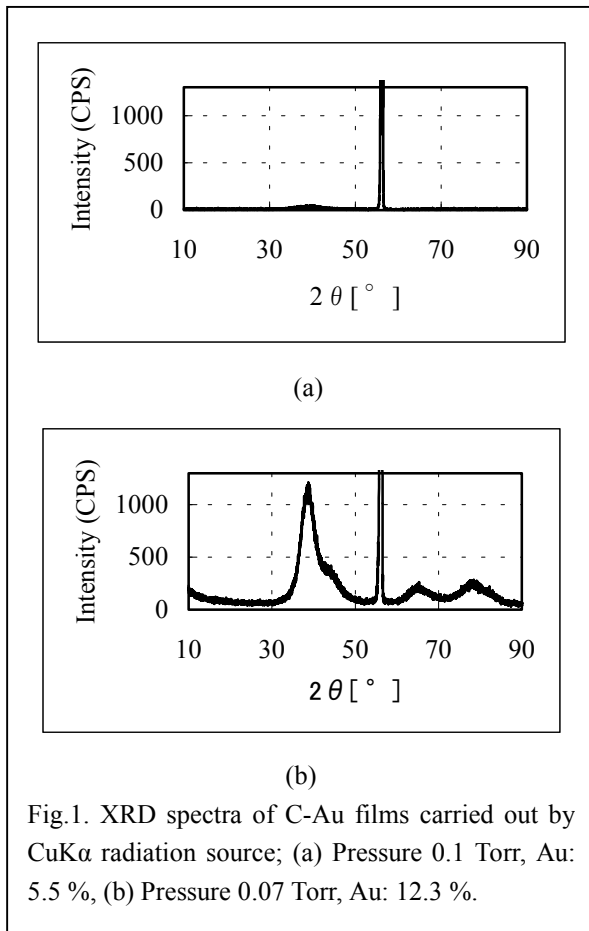 Intensity (CPS)
1000
500
0
10 30 50 70 90
2 θ [ ° ]
(a)
Intensity (CPS)
1000
500
0
10 30 50 70 90
2 θ [ ° ]
(b)
Fig.1. XRD spectra of C-Au films carried out by
CuKα radiation source; (a) Pressure 0.1 Torr, Au:
5.5 %, (b) Pressure 0.07 Torr, Au: 12.3 %.